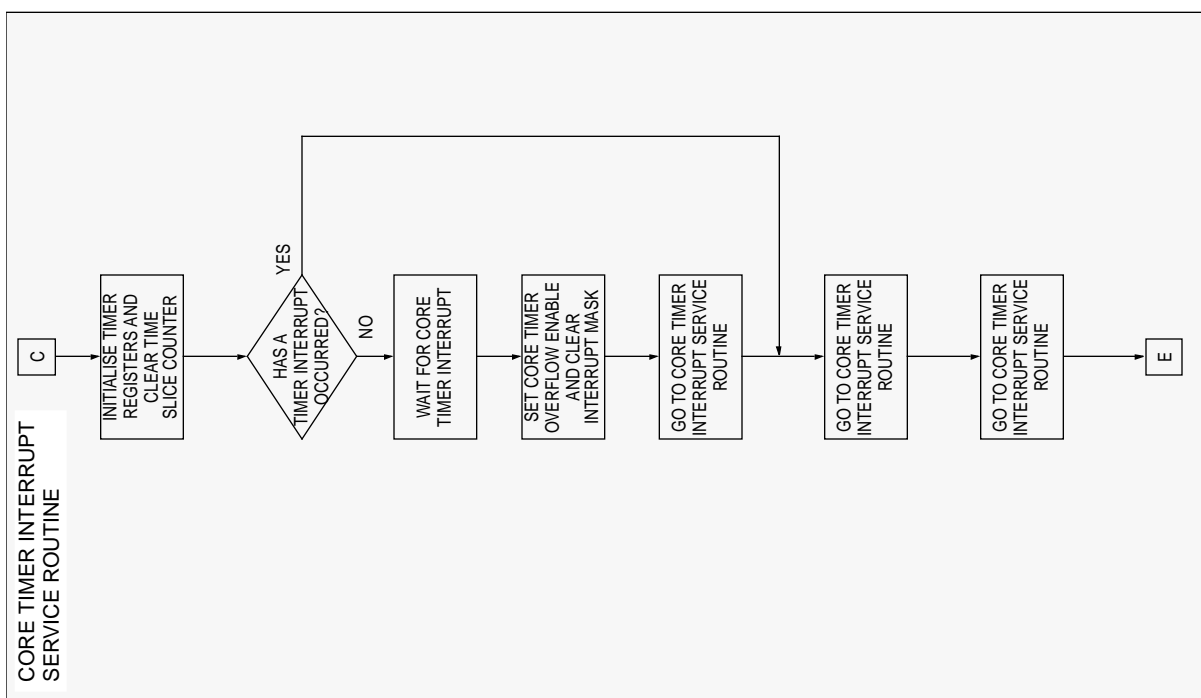 CORE TIMER INTERRUPT
SERVICE ROUTINE
C
INITIALISE TIMER
REGISTERS AND
CLEAR TIME
SLICE COUNTER
HAS A
TIMER INTERRUPT
OCCURRED?
YES
NO
WAIT FOR CORE
TIMER INTERRUPT
SET CORE TIMER
OVERFLOW ENABLE
AND CLEAR
INTERRUPT MASK
GO TO CORE TIMER
INTERRUPT SERVICE
ROUTINE
GO TO CORE TIMER
INTERRUPT SERVICE
ROUTINE
GO TO CORE TIMER
INTERRUPT SERVICE
ROUTINE
E